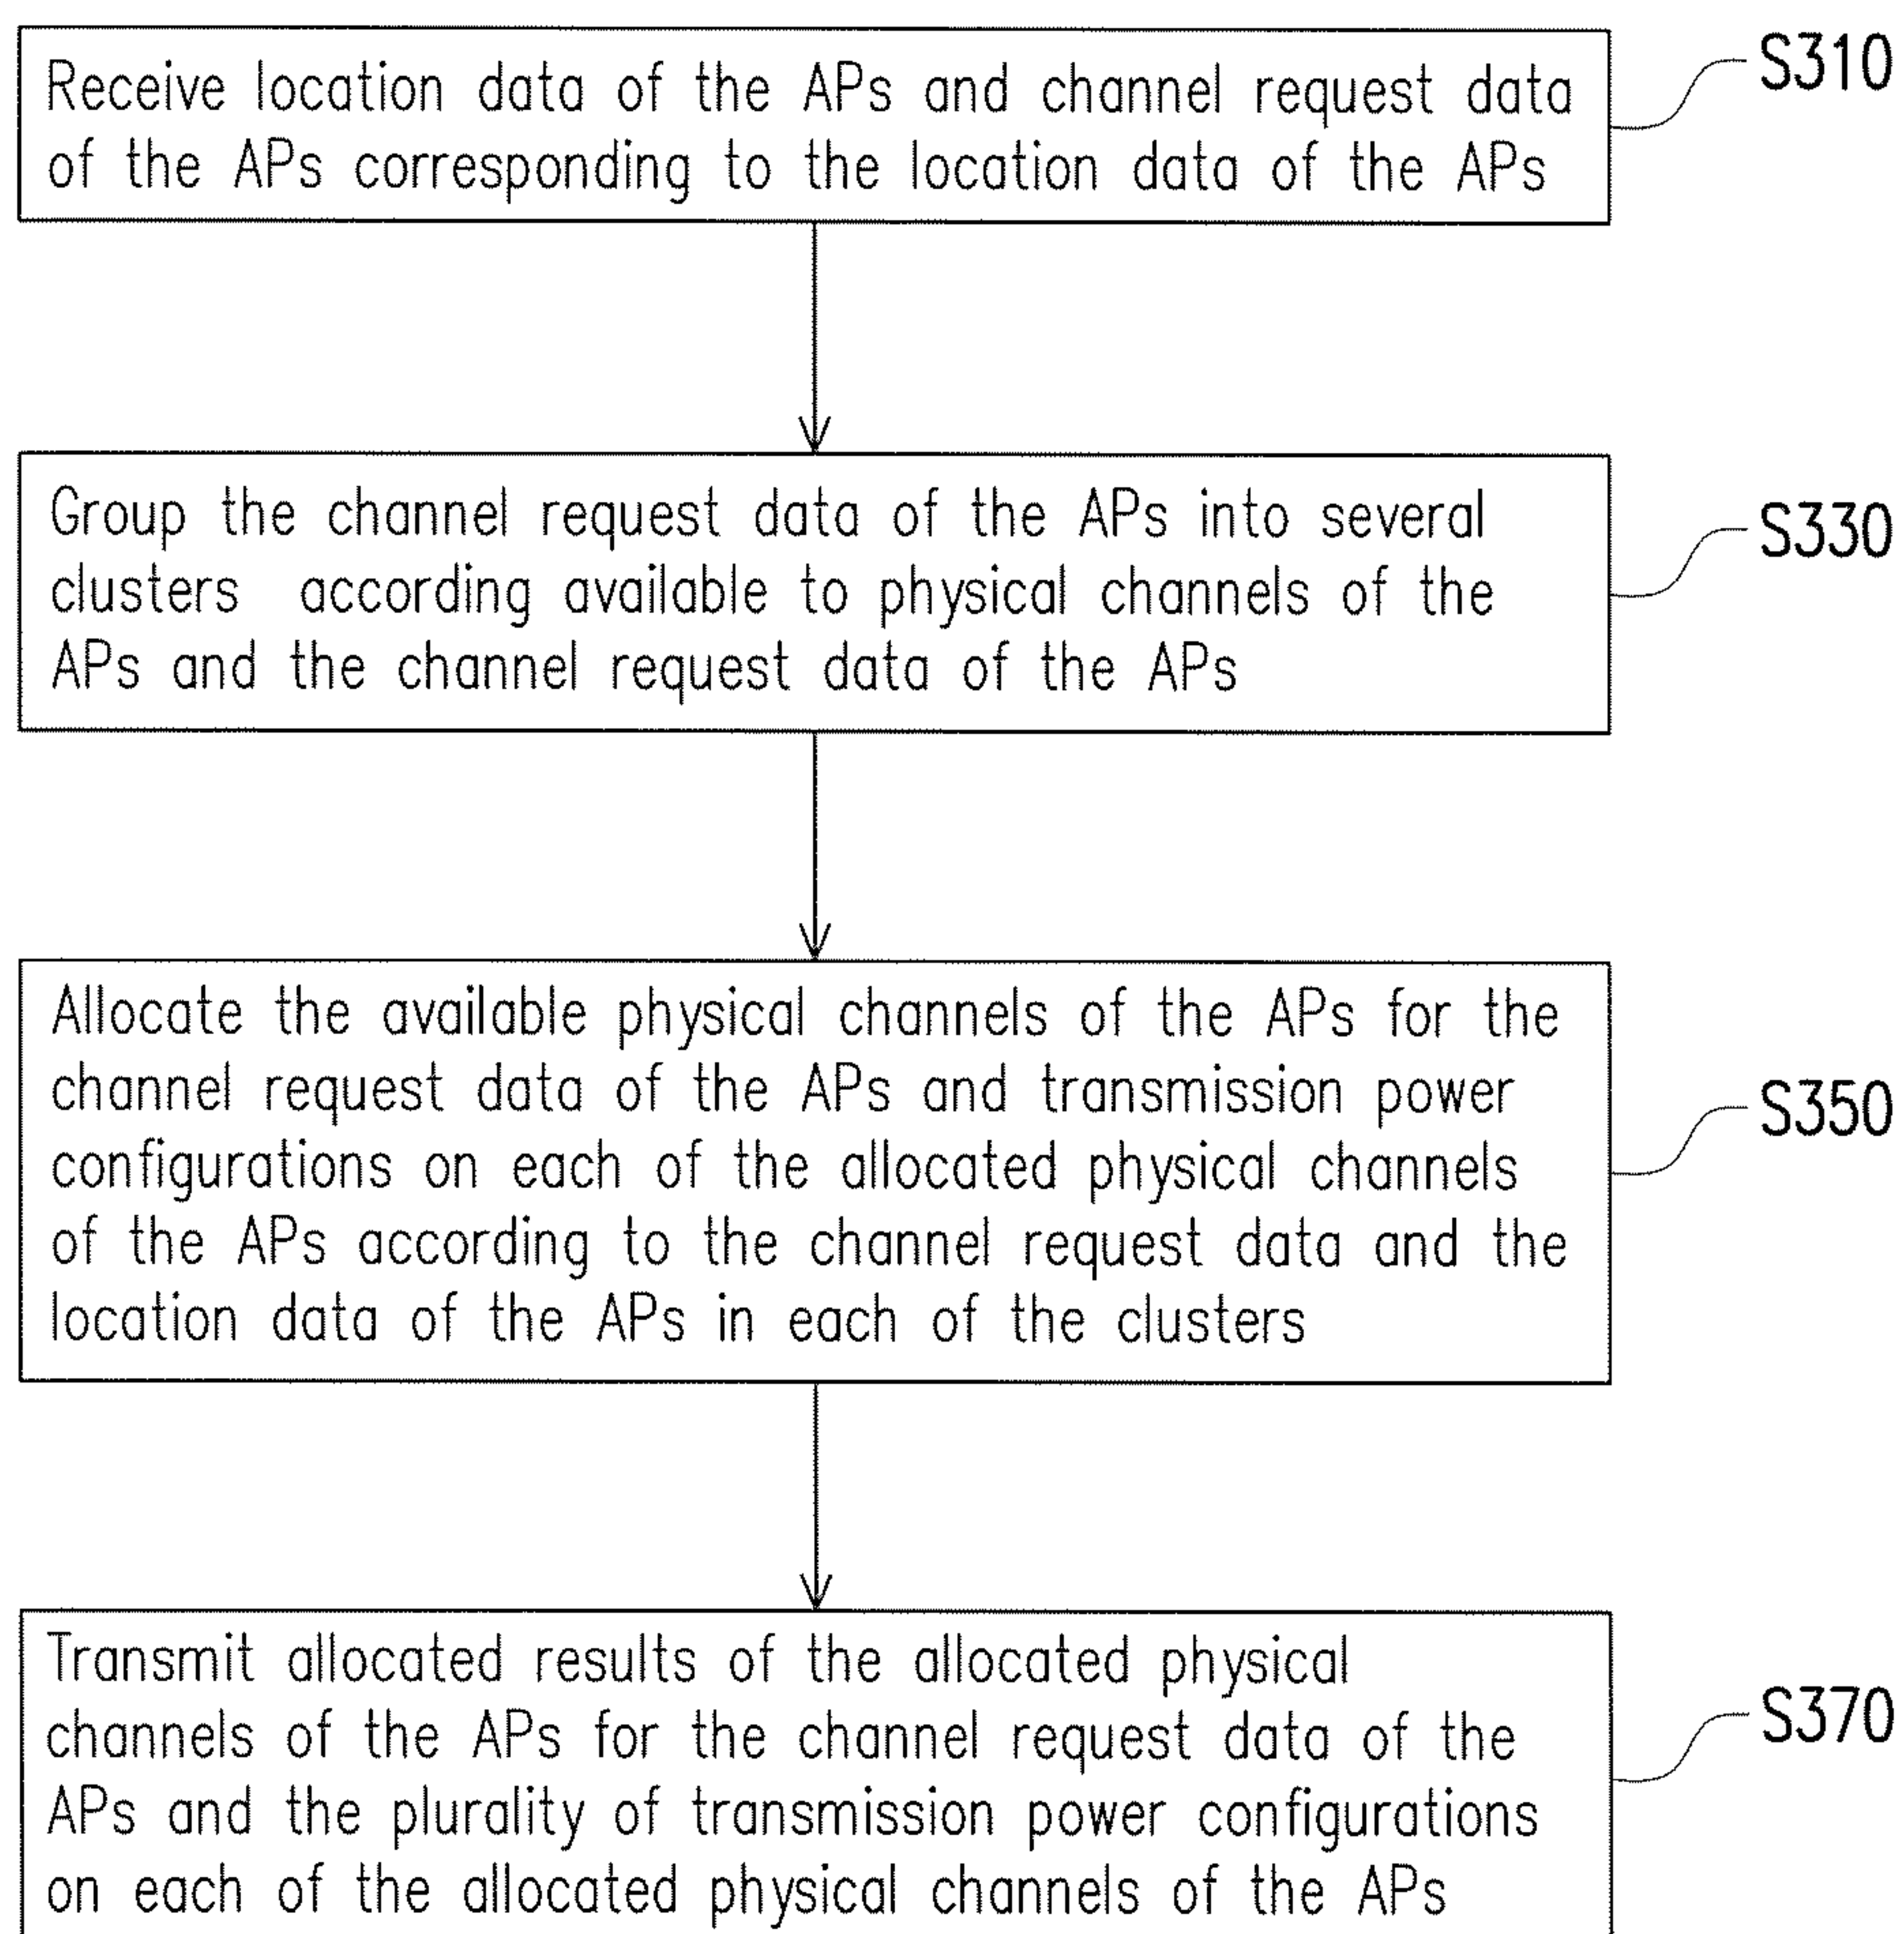 Receive location data of the APs and channel request data
of the APs corresponding to the location data of the APs
S310
Group the channel request data of the APs into several
clusters according available to physical channels of the
APs and the channel request data of the APs
S330
Allocate the available physical channels of the APs for the
channel request data of the APs and transmission power
configurations on each of the allocated physical channels
of the APs according to the channel request data and the
location data of the APs in each of the clusters
S350
Transmit allocated results of the allocated physical
channels of the APs for the channel request data of the
APs and the plurality of transmission power configurations
on each of the allocated physical channels of the APs
S370